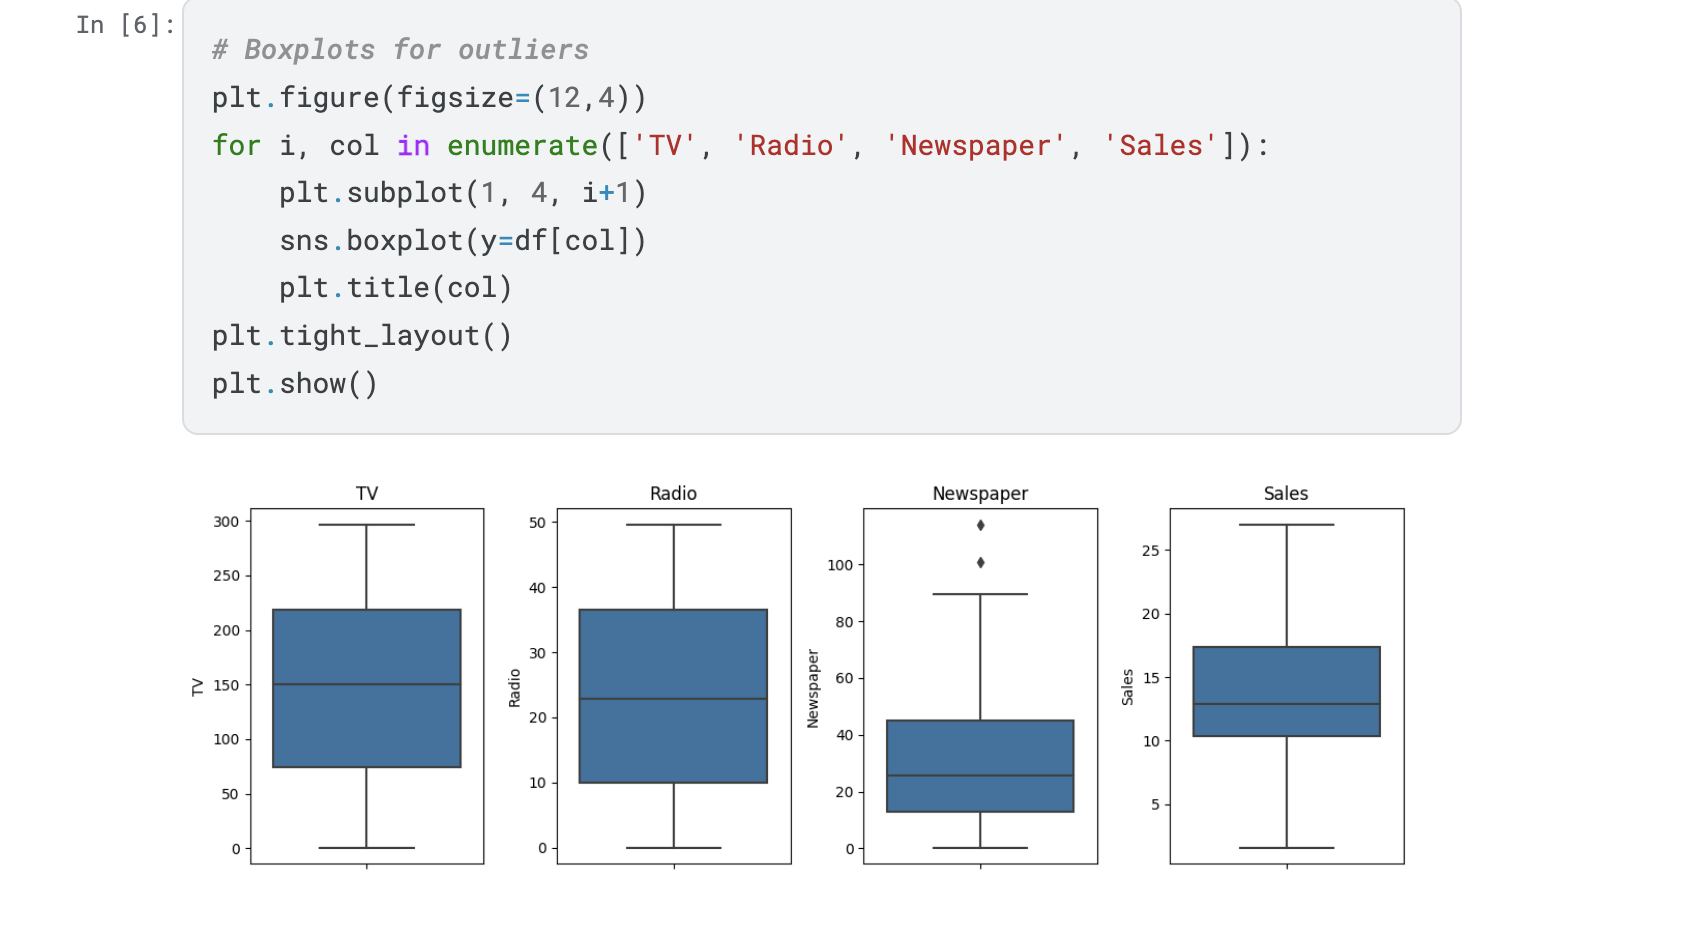 In [6]:
# Boxplots for outliers
plt.figure(figsize=(12,4))
for i, col in enumerate(['TV', 'Radio', 'Newspaper', 'Sales']):
    plt.subplot(1, 4, i+1)
    sns.boxplot(y=df[col])
    plt.title(col)
plt.tight_layout()
plt.show()
TV
300
250
200
150
100
50
0
TV
Radio
50
40
30
20
10
0
Radio
Newspaper
100
80
60
40
20
0
Newspaper
Sales
25
20
15
10
5
Sales